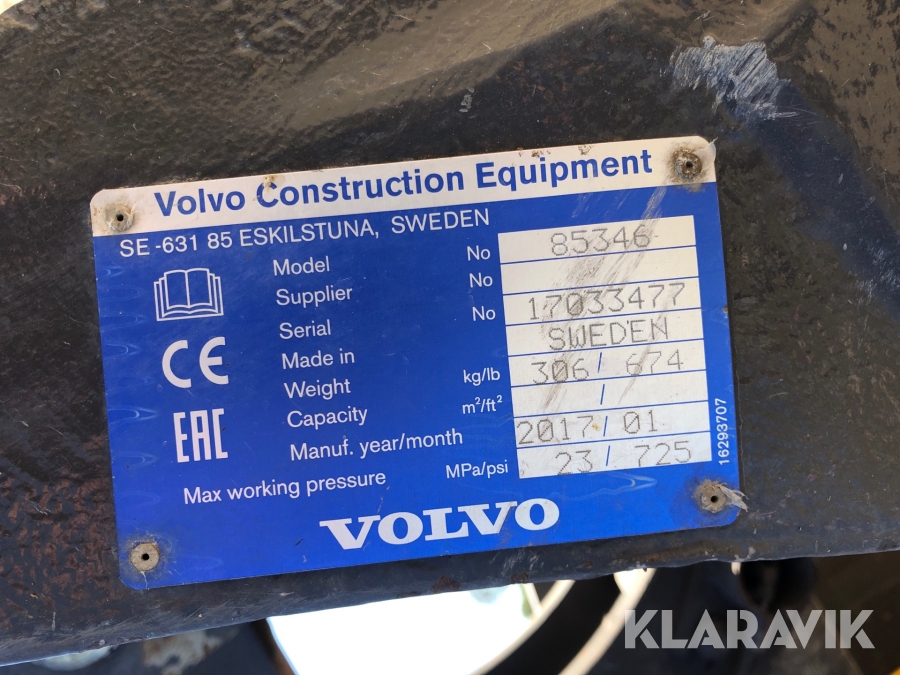 Volvo Construction Equipment
SE -631 85 ESKILSTUNA, SWEDEN
Model No 85346
Supplier No
Serial No 17033477
Made in SWEDEN
Weight kg/lb 306/ 674
Capacity m²/ft² /
Manuf. year/month 2017/01
Max working pressure MPa/psi 23/ 725
CE
EAC
16293707
VOLVO
KLARAVIK